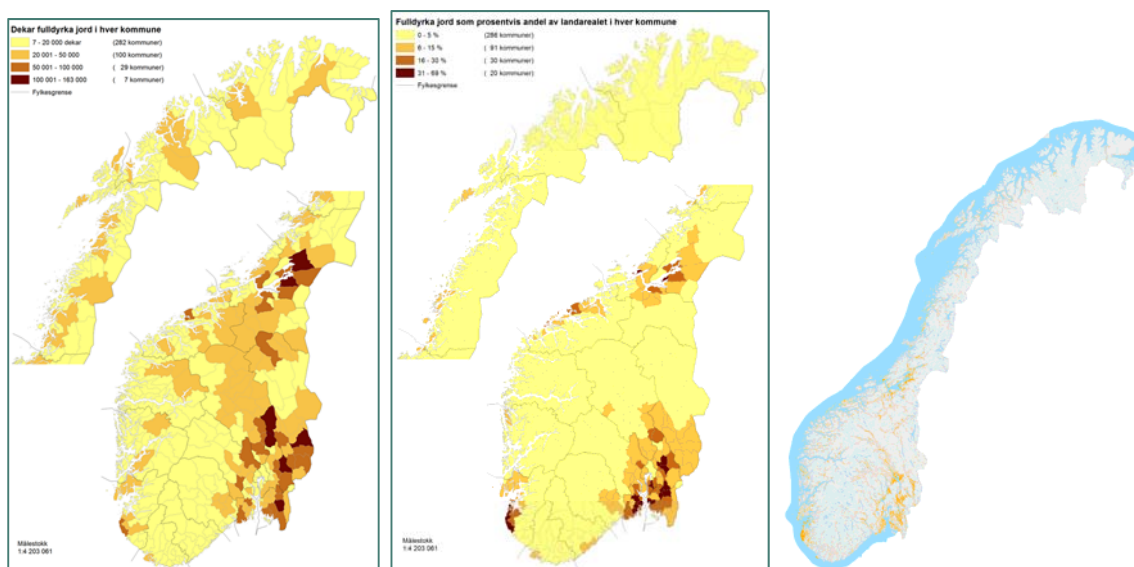 Dekar fulldyrka jord i hver kommune
7 - 20 000 dekar (282 kommuner)
20 001 - 50 000 (100 kommuner)
50 001 - 100 000 ( 29 kommuner)
100 001 - 163 000 ( 7 kommuner)
Fylkesgrense
Målestokk
1:4 203 061
Fulldyrka jord som prosentvis andel av landarealet i hver kommune
0 - 5 % (286 kommuner)
6 - 15 % ( 81 kommuner)
16 - 30 % ( 30 kommuner)
31 - 69 % ( 20 kommuner)
Fylkesgrense
Målestokk
1:4 203 061